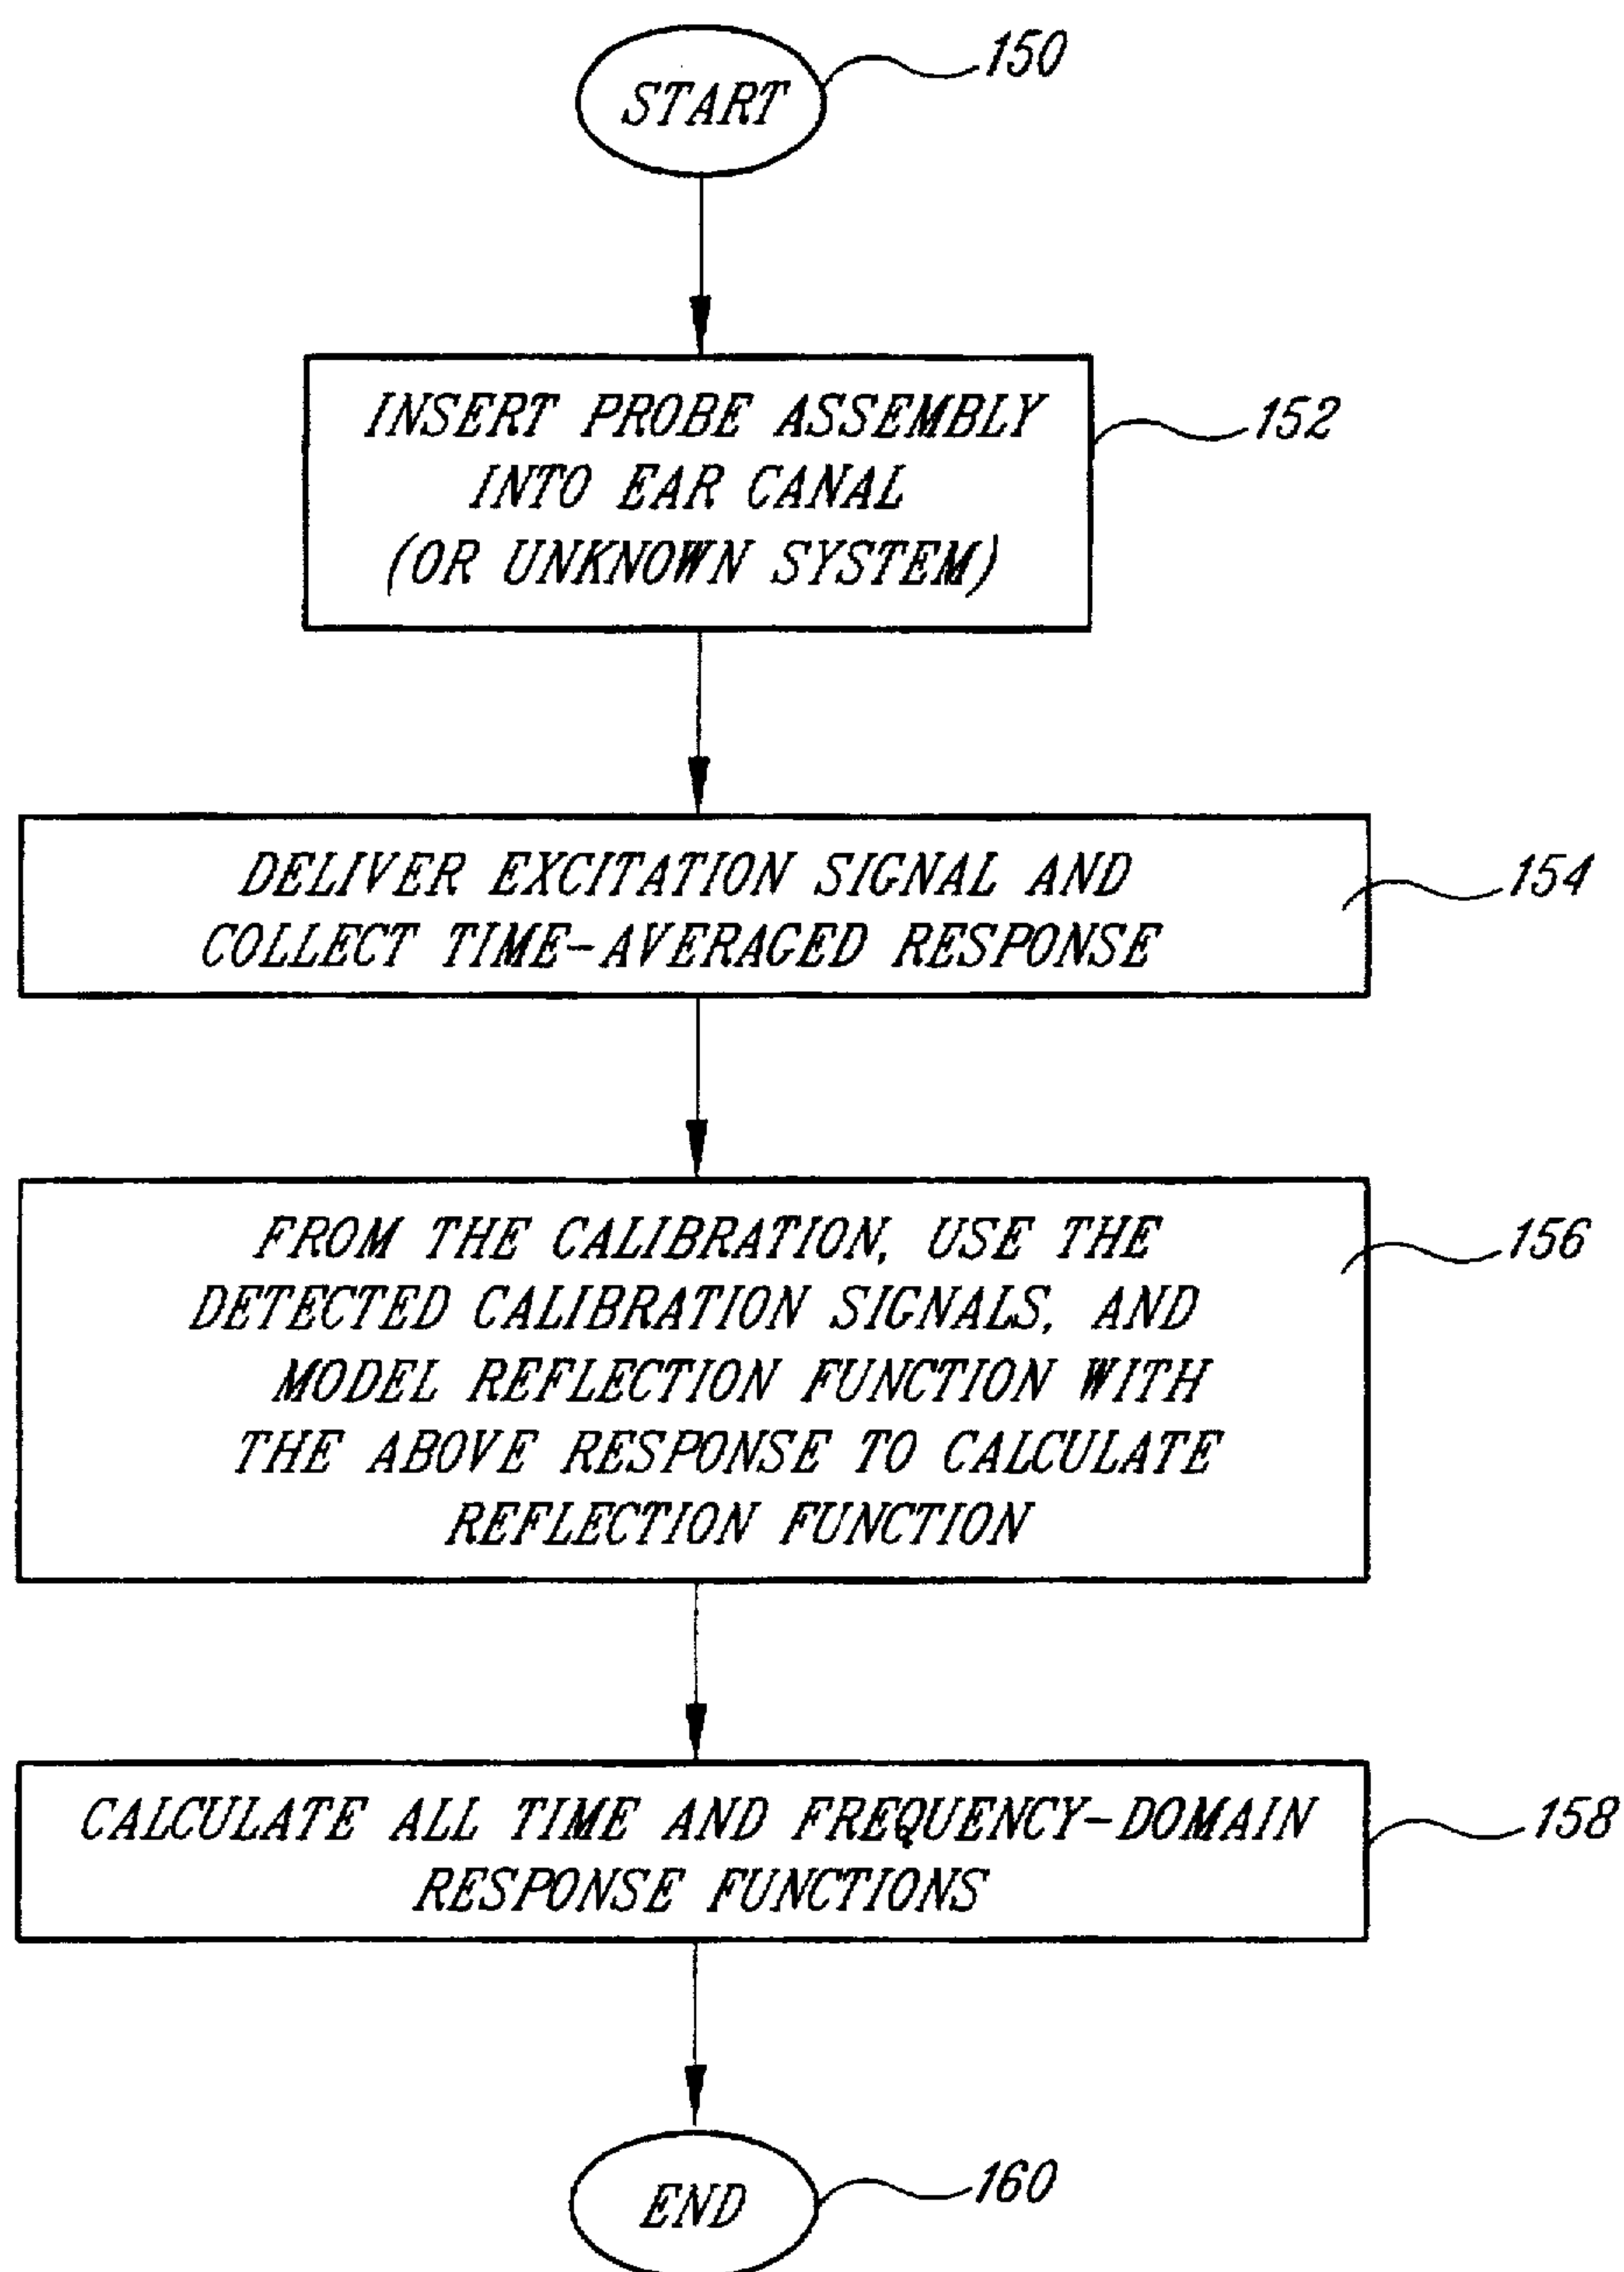 START
150
INSERT PROBE ASSEMBLY
INTO EAR CANAL
(OR UNKNOWN SYSTEM)
152
DELIVER EXCITATION SIGNAL AND
COLLECT TIME-AVERAGED RESPONSE
154
FROM THE CALIBRATION, USE THE
DETECTED CALIBRATION SIGNALS, AND
MODEL REFLECTION FUNCTION WITH
THE ABOVE RESPONSE TO CALCULATE
REFLECTION FUNCTION
156
CALCULATE ALL TIME AND FREQUENCY-DOMAIN
RESPONSE FUNCTIONS
158
END
160